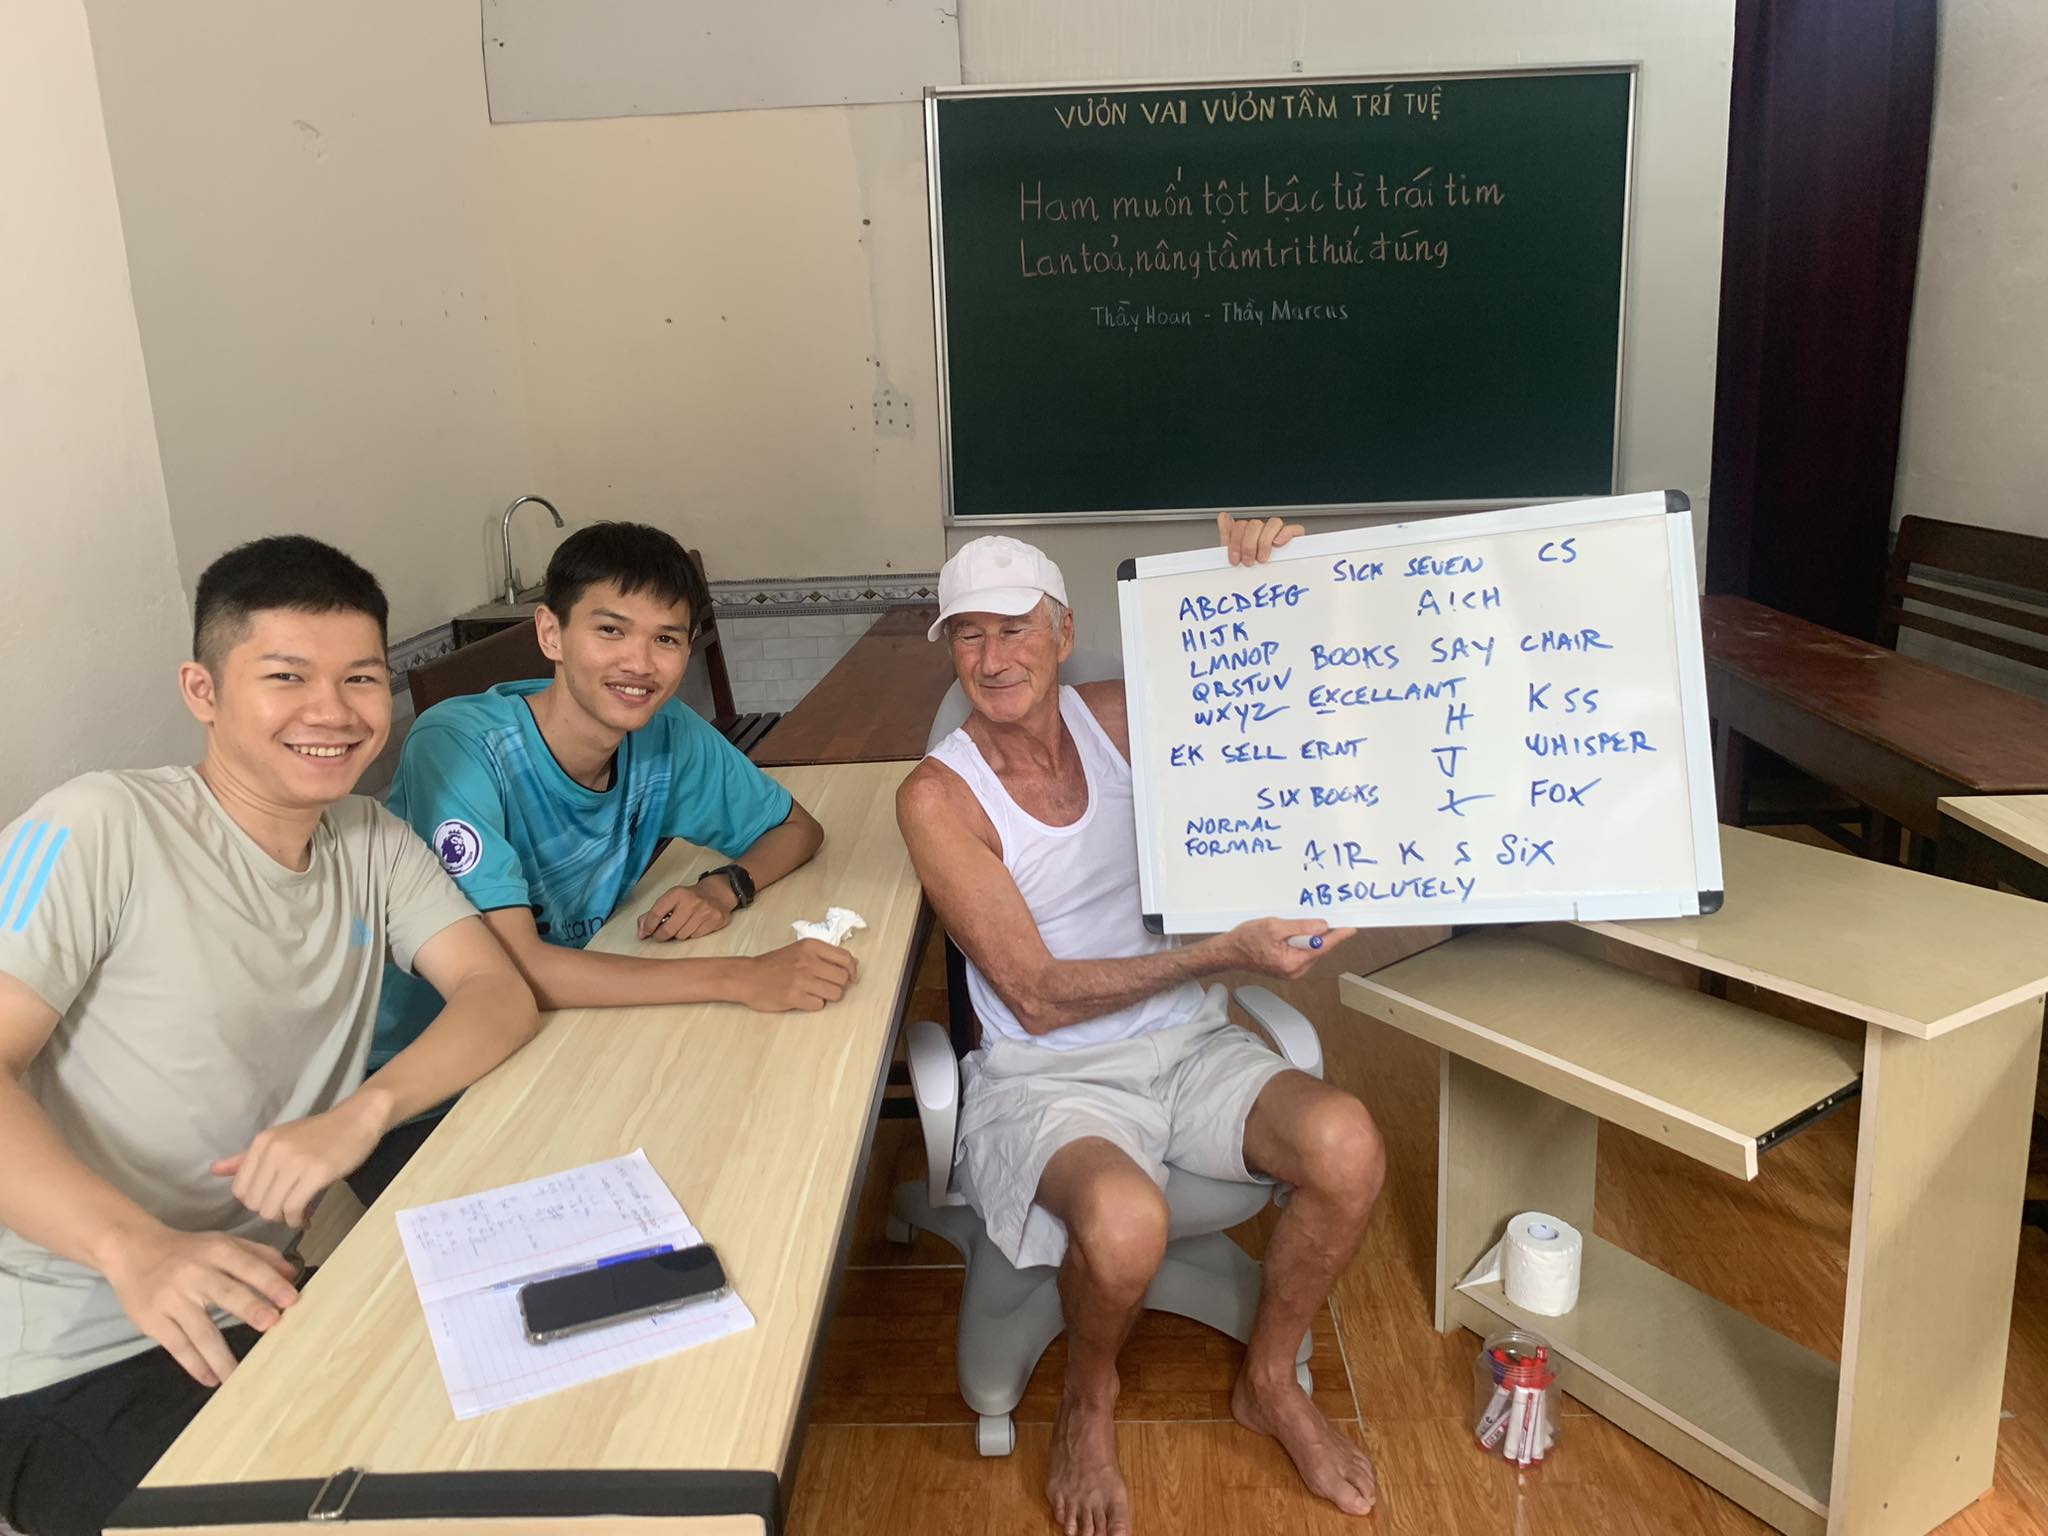 VƯƠN VAI VƯƠN TẦM TRÍ TUỆ
Ham muốn tột bậc từ trái tim
Lan toả, nâng tầm tri thức đúng
Thầy Hoan - Thầy Marcus
SICK SEVEN CS
ABCDEFG A!CH
HIJK
LMNOP BOOKS SAY CHAIR
QRSTUV EXCELLANT KSS
WXYZ H
EK SELL ERNT J WHISPER
SIX BOOKS X FOX
NORMAL
FORMAL AIR K S SIX
ABSOLUTELY